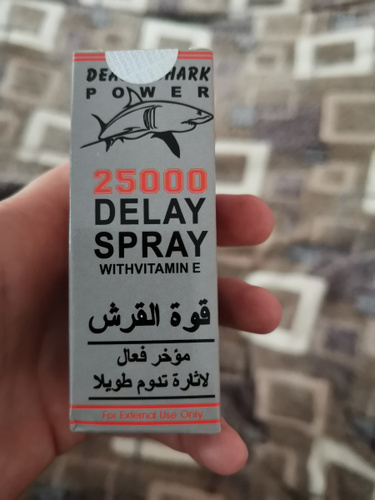 POWER
25000
DELAY
SPRAY
WITHVITAMIN E
قوة القرش
مؤخر فعال
لاثارة تدوم طويلا
For External Use Only